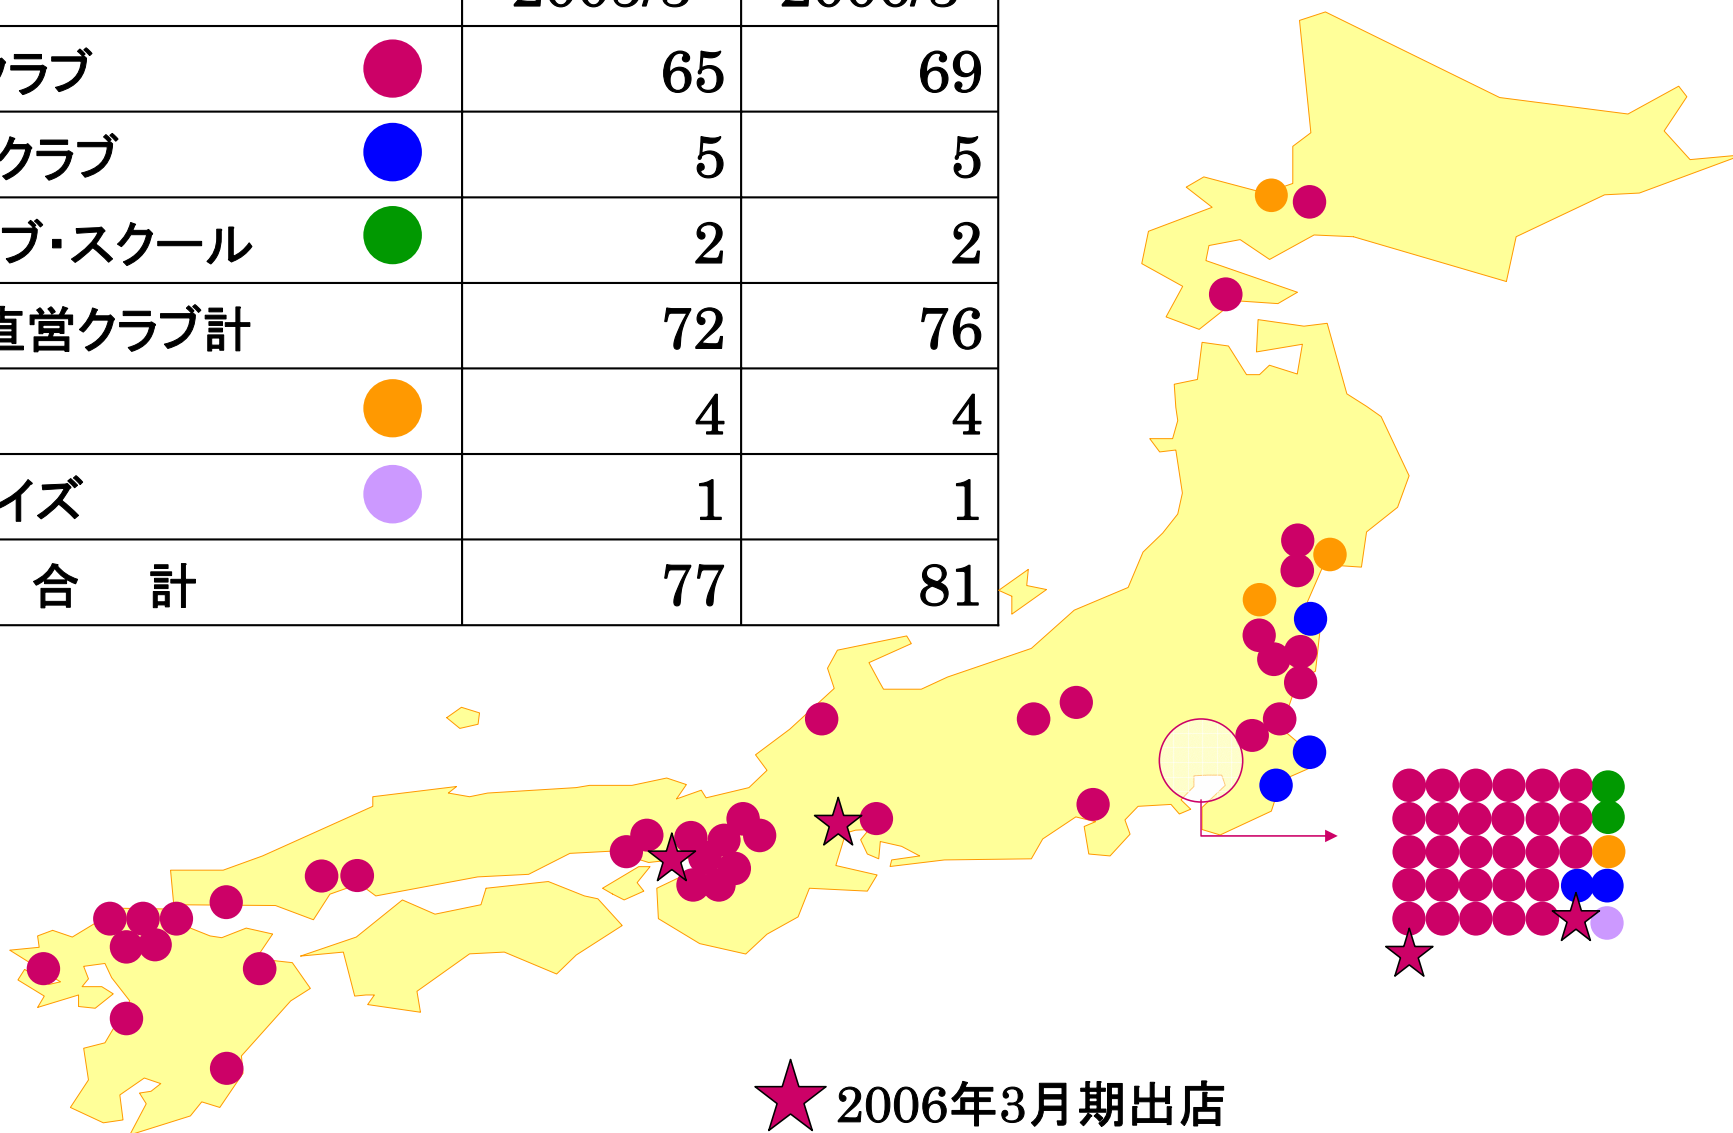 ラブ 65 69
クラブ 5 5
ブ・スクール 2 2
直営クラブ計 72 76
4 4
イズ 1 1
合 計 77 81
2006年3月期出店